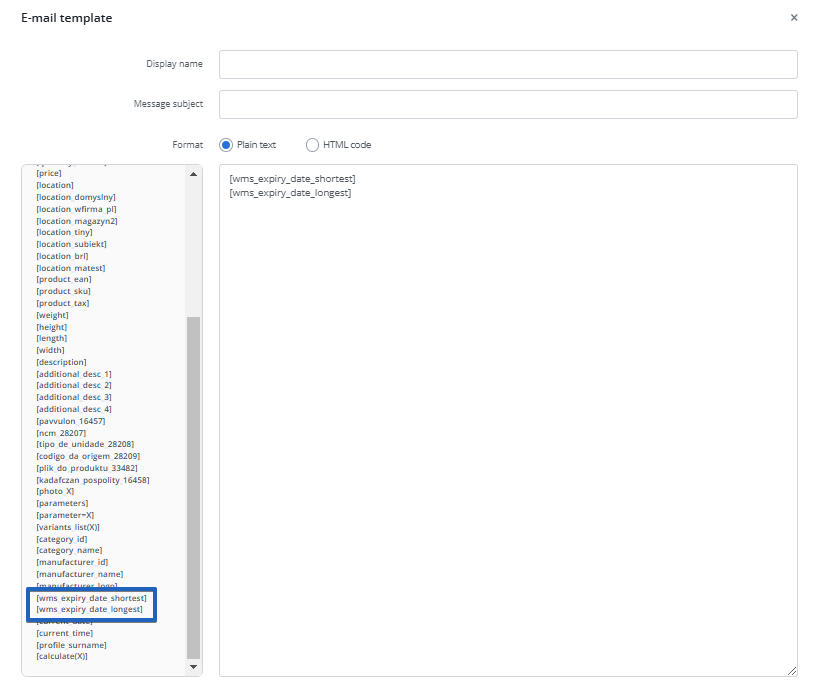 E-mail template
×
Display name
Message subject
Format
Plain text
HTML code
[price]
[location]
[location_domyslny]
[location_wfirma_pl]
[location_magazyn2]
[location_tiny]
[location_subiekt]
[location_brl]
[location_matest]
[product_ean]
[product_sku]
[product_tax]
[weight]
[height]
[length]
[width]
[description]
[additional_desc_1]
[additional_desc_2]
[additional_desc_3]
[additional_desc_4]
[pavvulon_16457]
[ncm_28207]
[tipo_de_unidade_28208]
[codigo_da_origem_28209]
[plik_do_produktu_33482]
[kadafczan_pospolity_16458]
[photo_X]
[parameters]
[parameter=X]
[variants_list(X)]
[category_id]
[category_name]
[manufacturer_id]
[manufacturer_name]
[manufacturer_logo]
[wms_expiry_date_shortest]
[wms_expiry_date_longest]
[current_date]
[current_time]
[profile_surname]
[calculate(X)]
[wms_expiry_date_shortest]
[wms_expiry_date_longest]